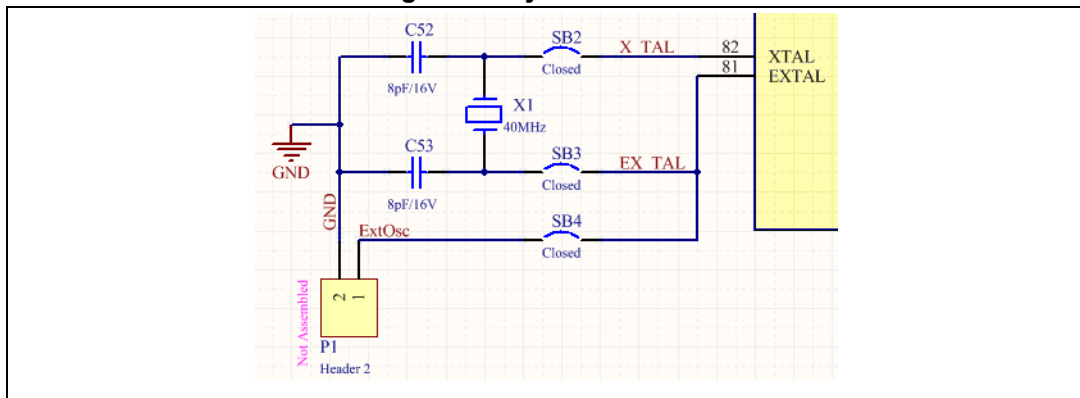 C52
SB2
X_TAL
82
XTAL
Closed
81
EXTAL
8pF/16V
X1
40MHz
C53
SB3
EX_TAL
GND
Closed
8pF/16V
GND
SB4
ExtOsc
Closed
Not Assembled
2
1
P1
Header 2